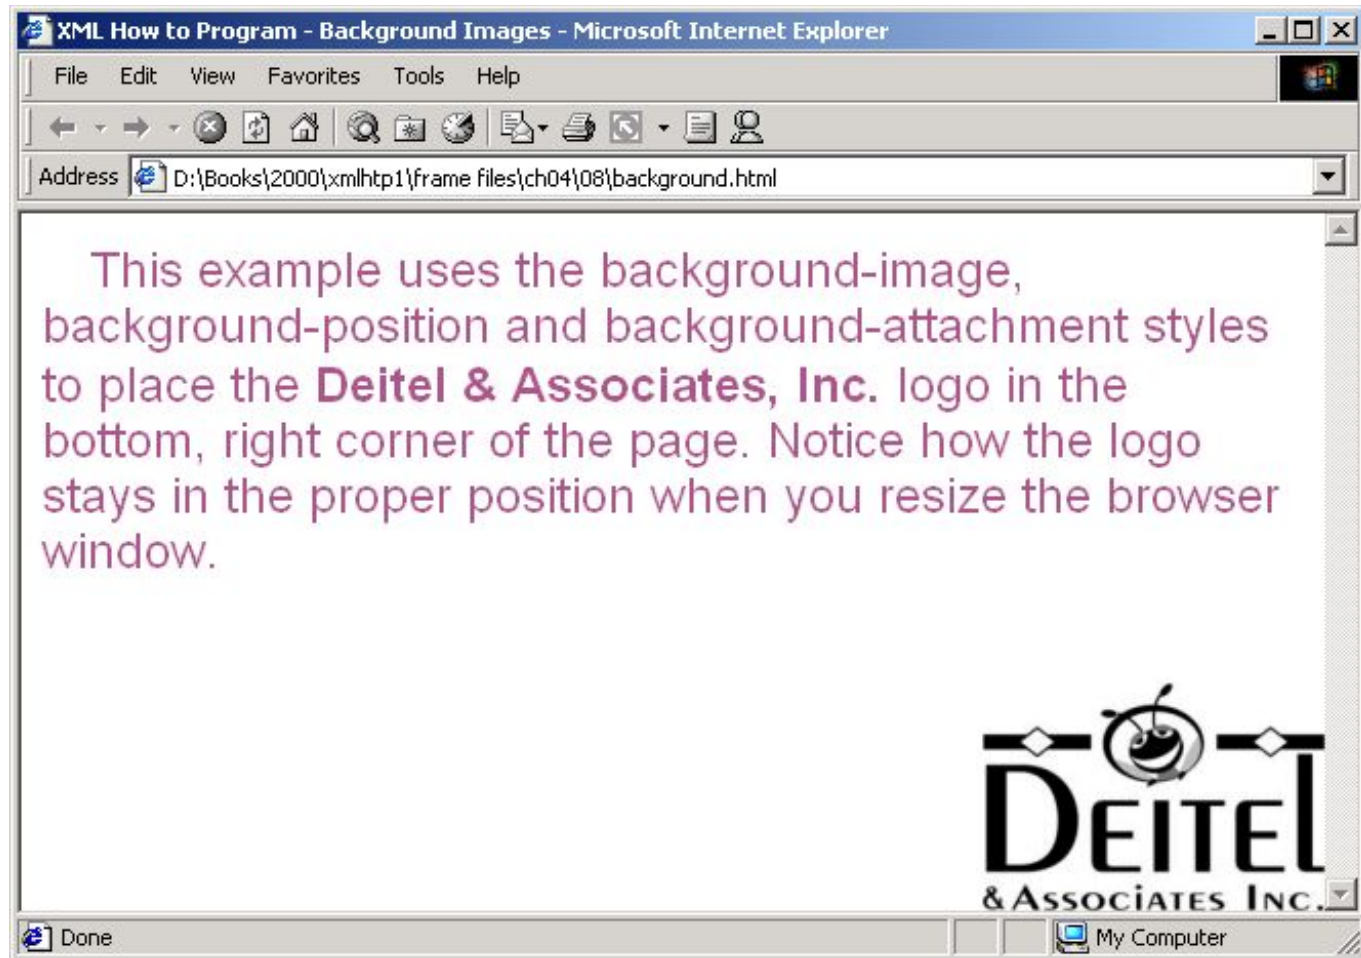 XML How to Program - Background Images - Microsoft Internet Explorer
File Edit View Favorites Tools Help
Address D:\Books\2000\xmlhtp1\frame files\ch04\08\background.html
This example uses the background-image,
background-position and background-attachment styles
to place the Deitel & Associates, Inc. logo in the
bottom, right corner of the page. Notice how the logo
stays in the proper position when you resize the browser
window.
DEITEL
& ASSOCIATES INC.
Done My Computer